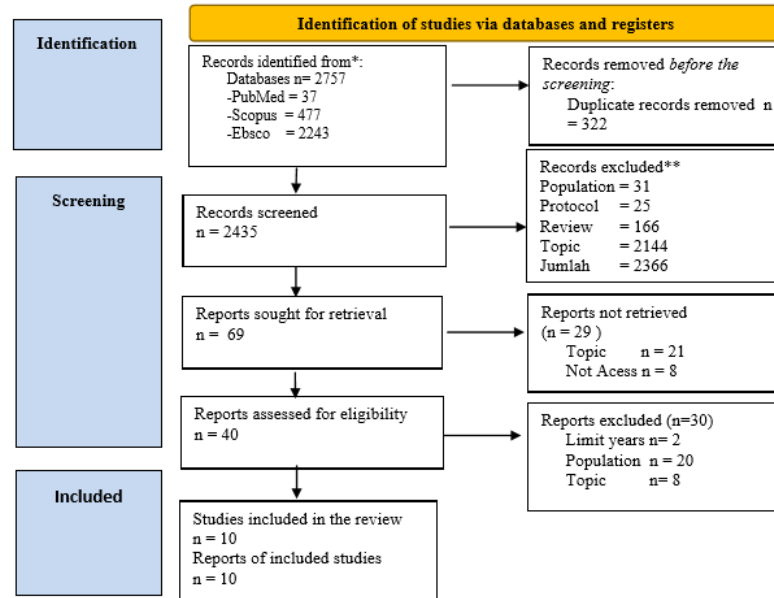 Identification of studies via databases and registers
Identification
Records identified from*:
Databases n= 2757
-PubMed = 37
-Scopus = 477
-Ebsco = 2243
Records removed before the
screening:
Duplicate records removed n
= 322
Screening
Records screened
n = 2435
Records excluded**
Population = 31
Protocol = 25
Review = 166
Topic = 2144
Jumlah = 2366
Reports sought for retrieval
n = 69
Reports not retrieved
(n = 29 )
Topic n = 21
Not Acess n = 8
Reports assessed for eligibility
n = 40
Reports excluded (n=30)
Limit years n= 2
Population n = 20
Topic n= 8
Included
Studies included in the review
n = 10
Reports of included studies
n = 10